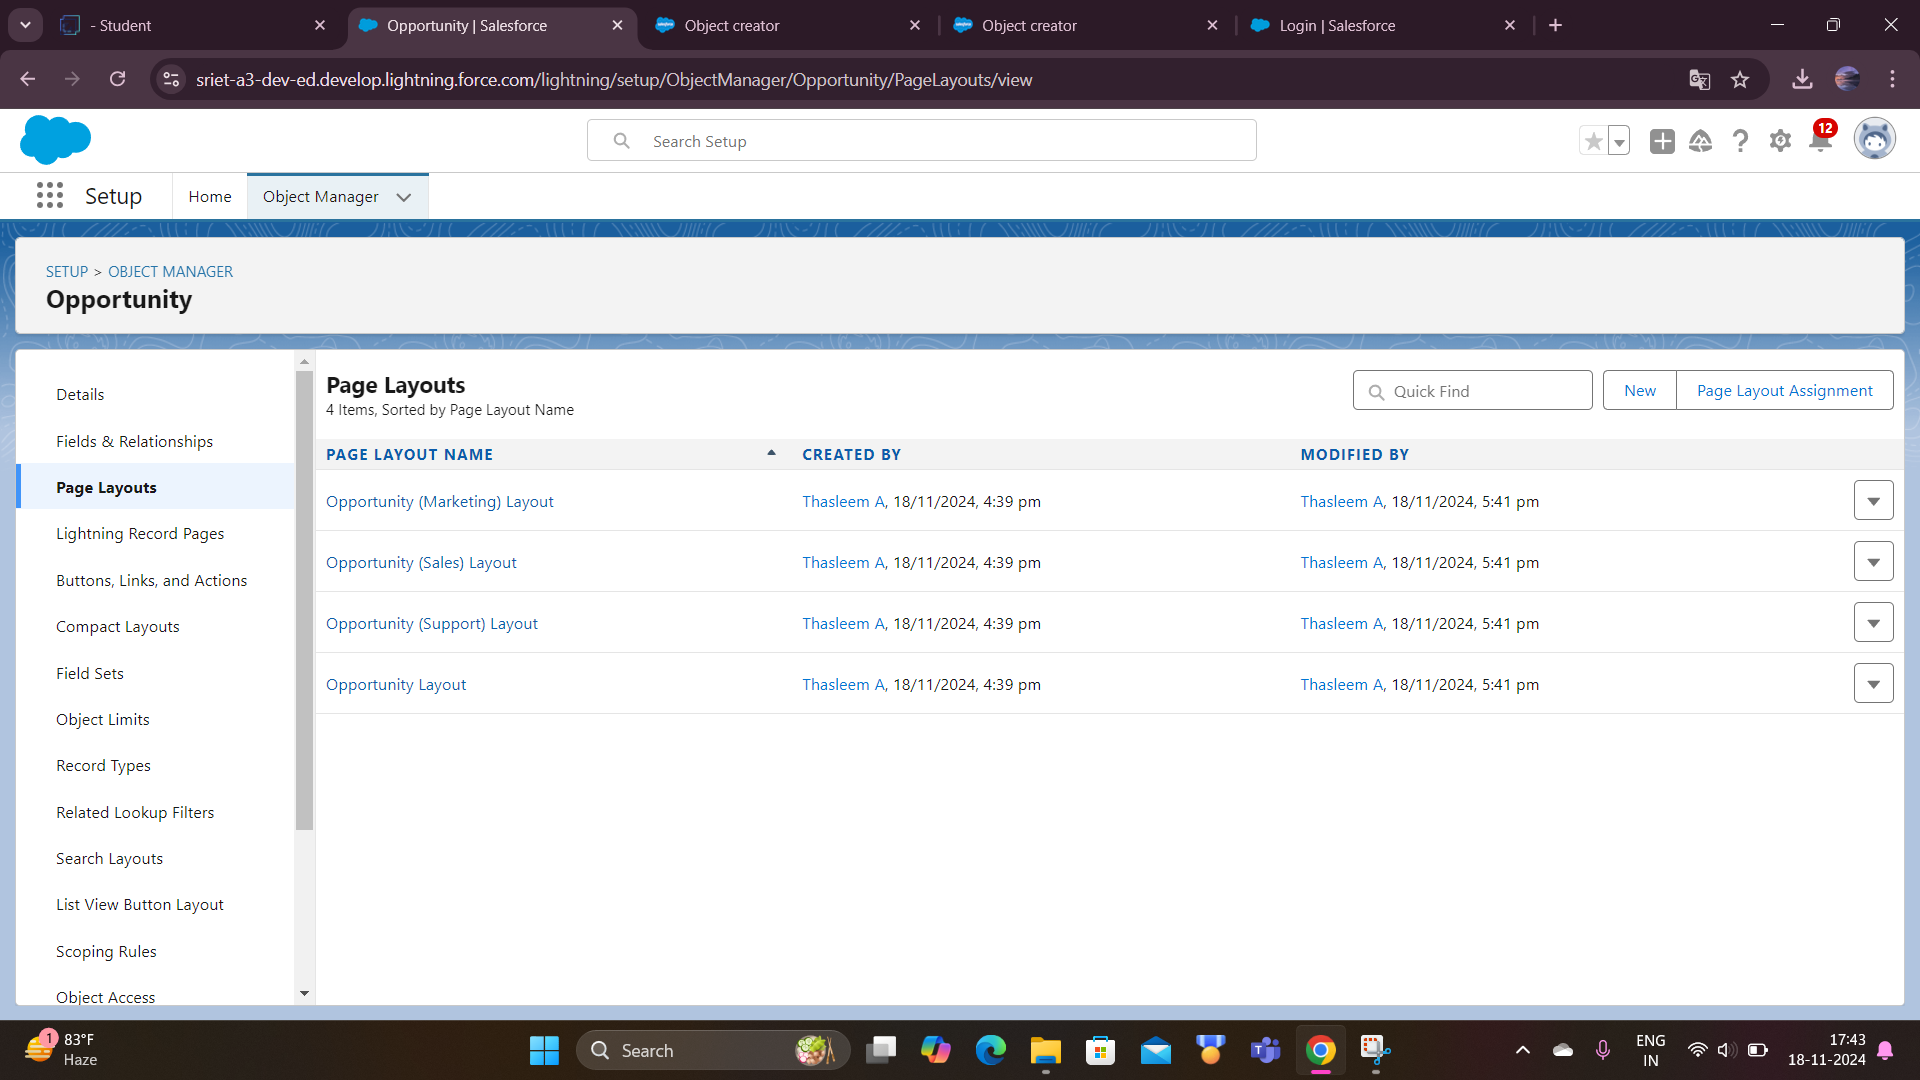 - Student
Opportunity | Salesforce
Object creator
Object creator
Login | Salesforce
sriet-a3-dev-ed.develop.lightning.force.com/lightning/setup/ObjectManager/Opportunity/PageLayouts/view
Search Setup
12
Setup
Home
Object Manager
SETUP > OBJECT MANAGER
Opportunity
Details
Fields & Relationships
Page Layouts
Lightning Record Pages
Buttons, Links, and Actions
Compact Layouts
Field Sets
Object Limits
Record Types
Related Lookup Filters
Search Layouts
List View Button Layout
Scoping Rules
Object Access
Page Layouts
4 Items, Sorted by Page Layout Name
Quick Find
New
Page Layout Assignment
PAGE LAYOUT NAME CREATED BY MODIFIED BY
Opportunity (Marketing) Layout Thasleem A, 18/11/2024, 4:39 pm Thasleem A, 18/11/2024, 5:41 pm
Opportunity (Sales) Layout Thasleem A, 18/11/2024, 4:39 pm Thasleem A, 18/11/2024, 5:41 pm
Opportunity (Support) Layout Thasleem A, 18/11/2024, 4:39 pm Thasleem A, 18/11/2024, 5:41 pm
Opportunity Layout Thasleem A, 18/11/2024, 4:39 pm Thasleem A, 18/11/2024, 5:41 pm
1
83°F
Haze
Search
ENG
IN
17:43
18-11-2024